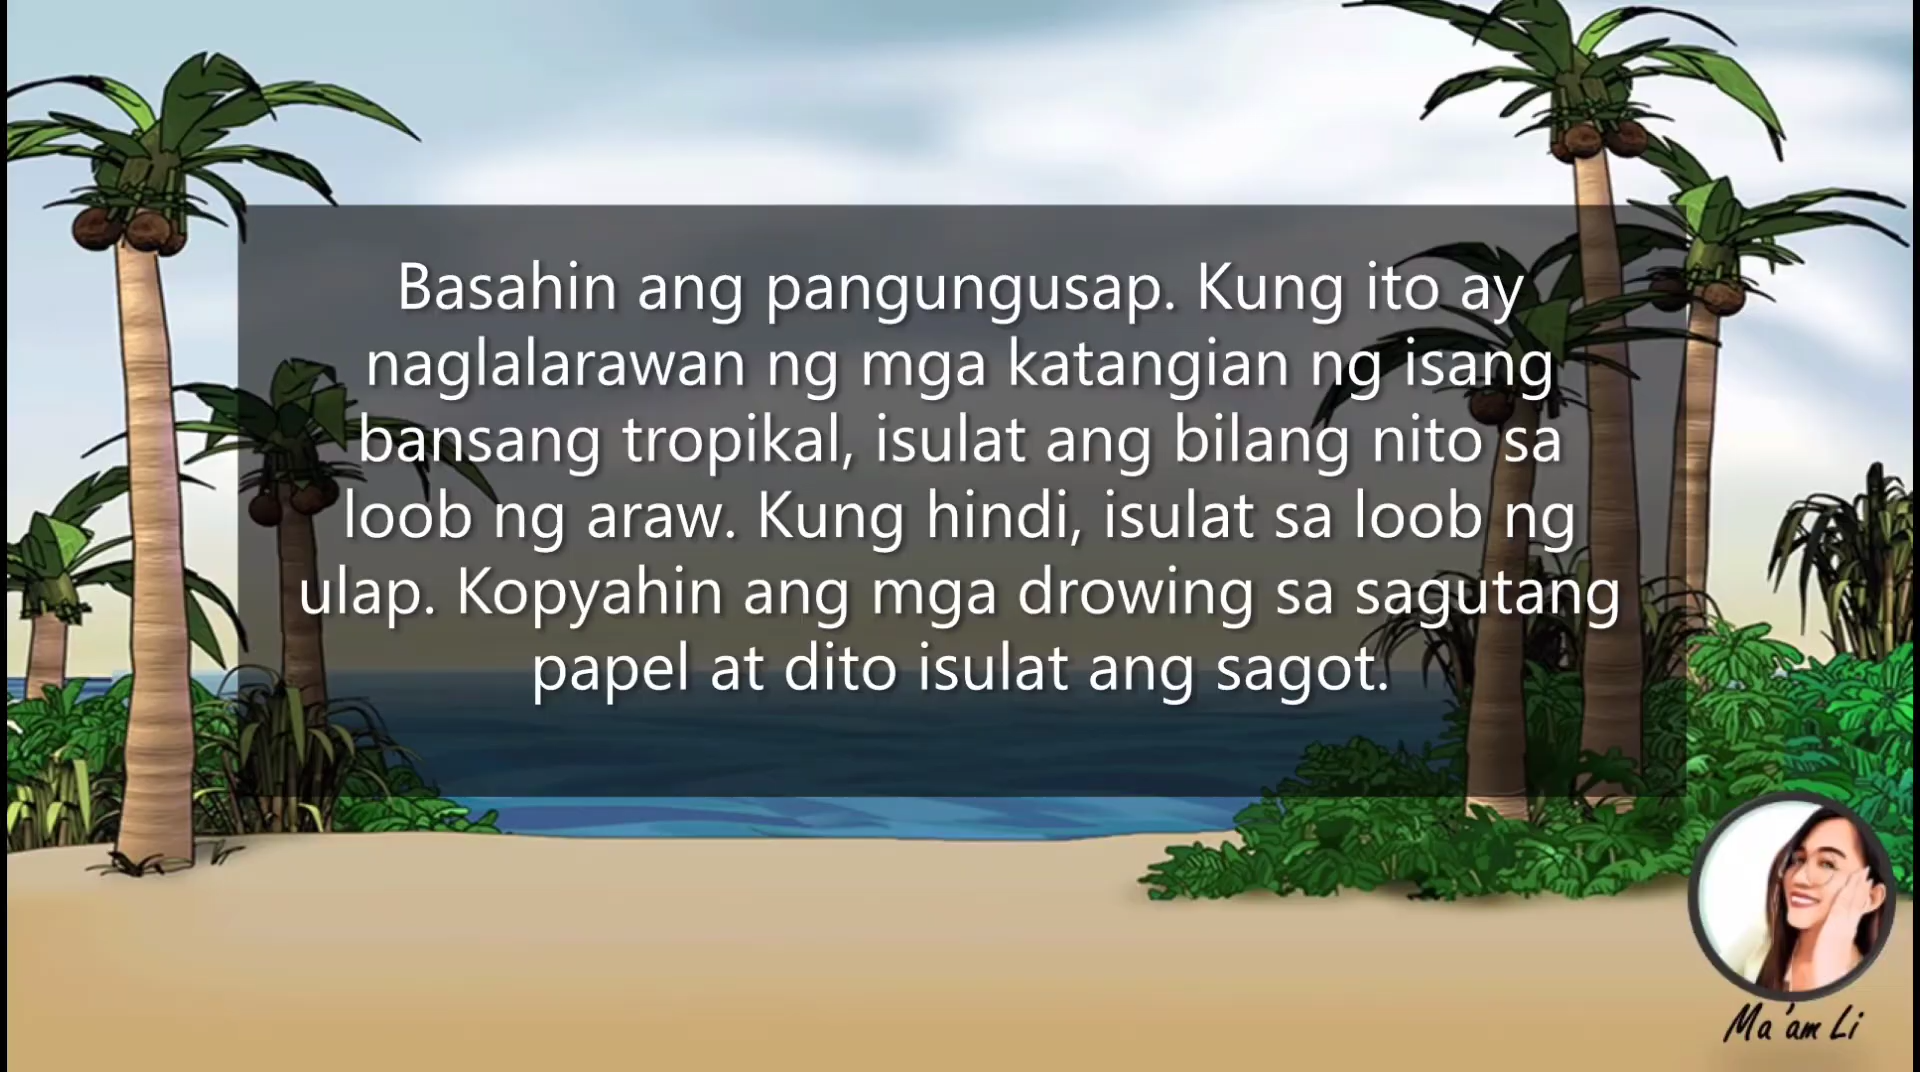 Basahin ang pangungusap. Kung ito ay
naglalarawan ng mga katangian ng isang
bansang tropikal, isulat ang bilang nito sa
loob ng araw. Kung hindi, isulat sa loob ng
ulap. Kopyahin ang mga drowing sa sagutang
papel at dito isulat ang sagot.
Ma'am Li